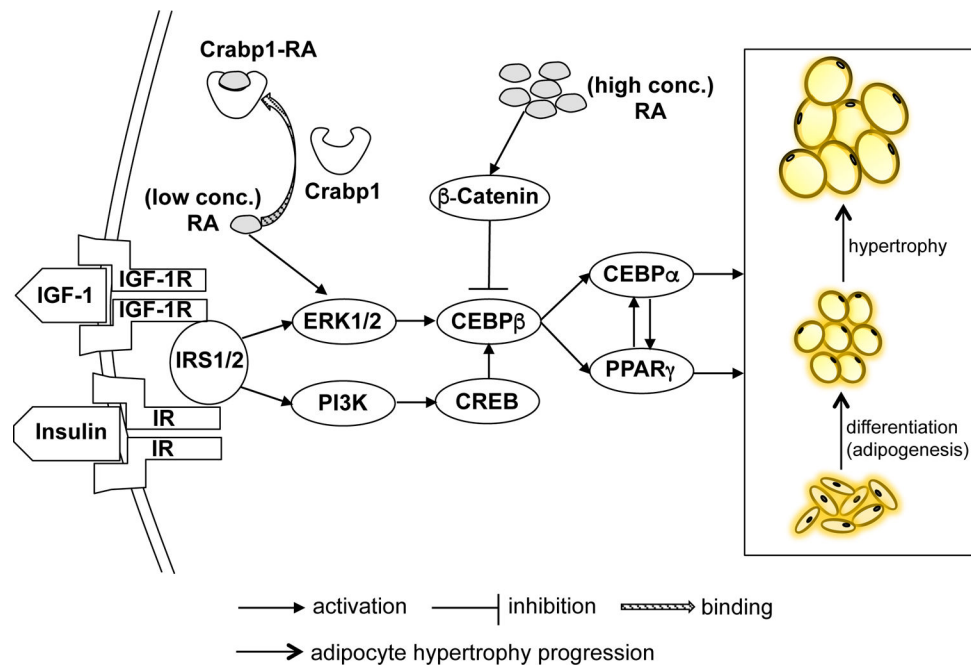 Crabp1-RA
Crabp1
(low conc.)
RA
(high conc.)
RA
β-Catenin
IGF-1
IGF-1R
IGF-1R
IRS1/2
Insulin
IR
IR
ERK1/2
PI3K
CEBPβ
CREB
CEBPα
PPARγ
hypertrophy
differentiation
(adipogenesis)
activation
inhibition
binding
adipocyte hypertrophy progression